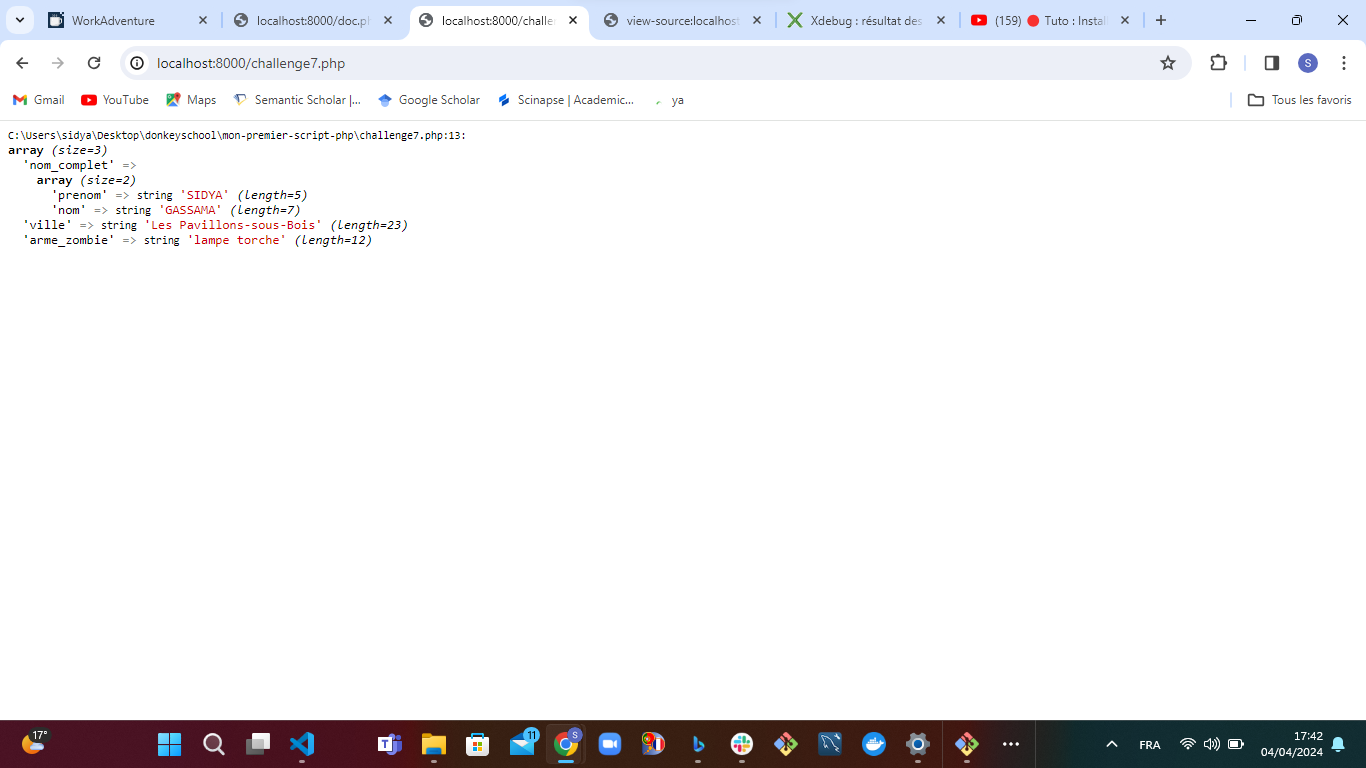 WorkAdventure
localhost:8000/doc.ph
localhost:8000/challe
view-source:localhost
Xdebug : résultat des
(159) 🔴 Tuto : Instal
localhost:8000/challenge7.php
S
Gmail
YouTube
Maps
Semantic Scholar |...
Google Scholar
Scinapse | Academic...
ya
Tous les favoris
C:\Users\sidya\Desktop\donkeyschool\mon-premier-script-php\challenge7.php:13:
array (size=3)
'nom_complet' =>
array (size=2)
'prenom' => string 'SIDYA' (length=5)
'nom' => string 'GASSAMA' (length=7)
'ville' => string 'Les Pavillons-sous-Bois' (length=23)
'arme_zombie' => string 'lampe torche' (length=12)
17°
11
S
FRA
17:42
04/04/2024